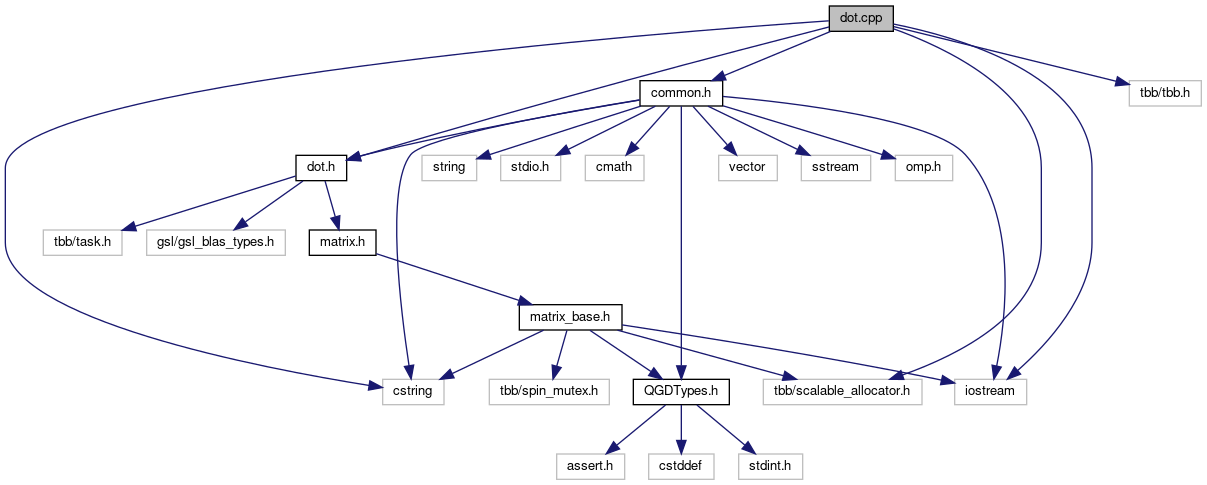 dot.cpp
common.h
tbb/tbb.h
dot.h
string
stdio.h
cmath
vector
sstream
omp.h
tbb/task.h
gsl/gsl_blas_types.h
matrix.h
matrix_base.h
cstring
tbb/spin_mutex.h
QGDTypes.h
tbb/scalable_allocator.h
iostream
assert.h
cstddef
stdint.h